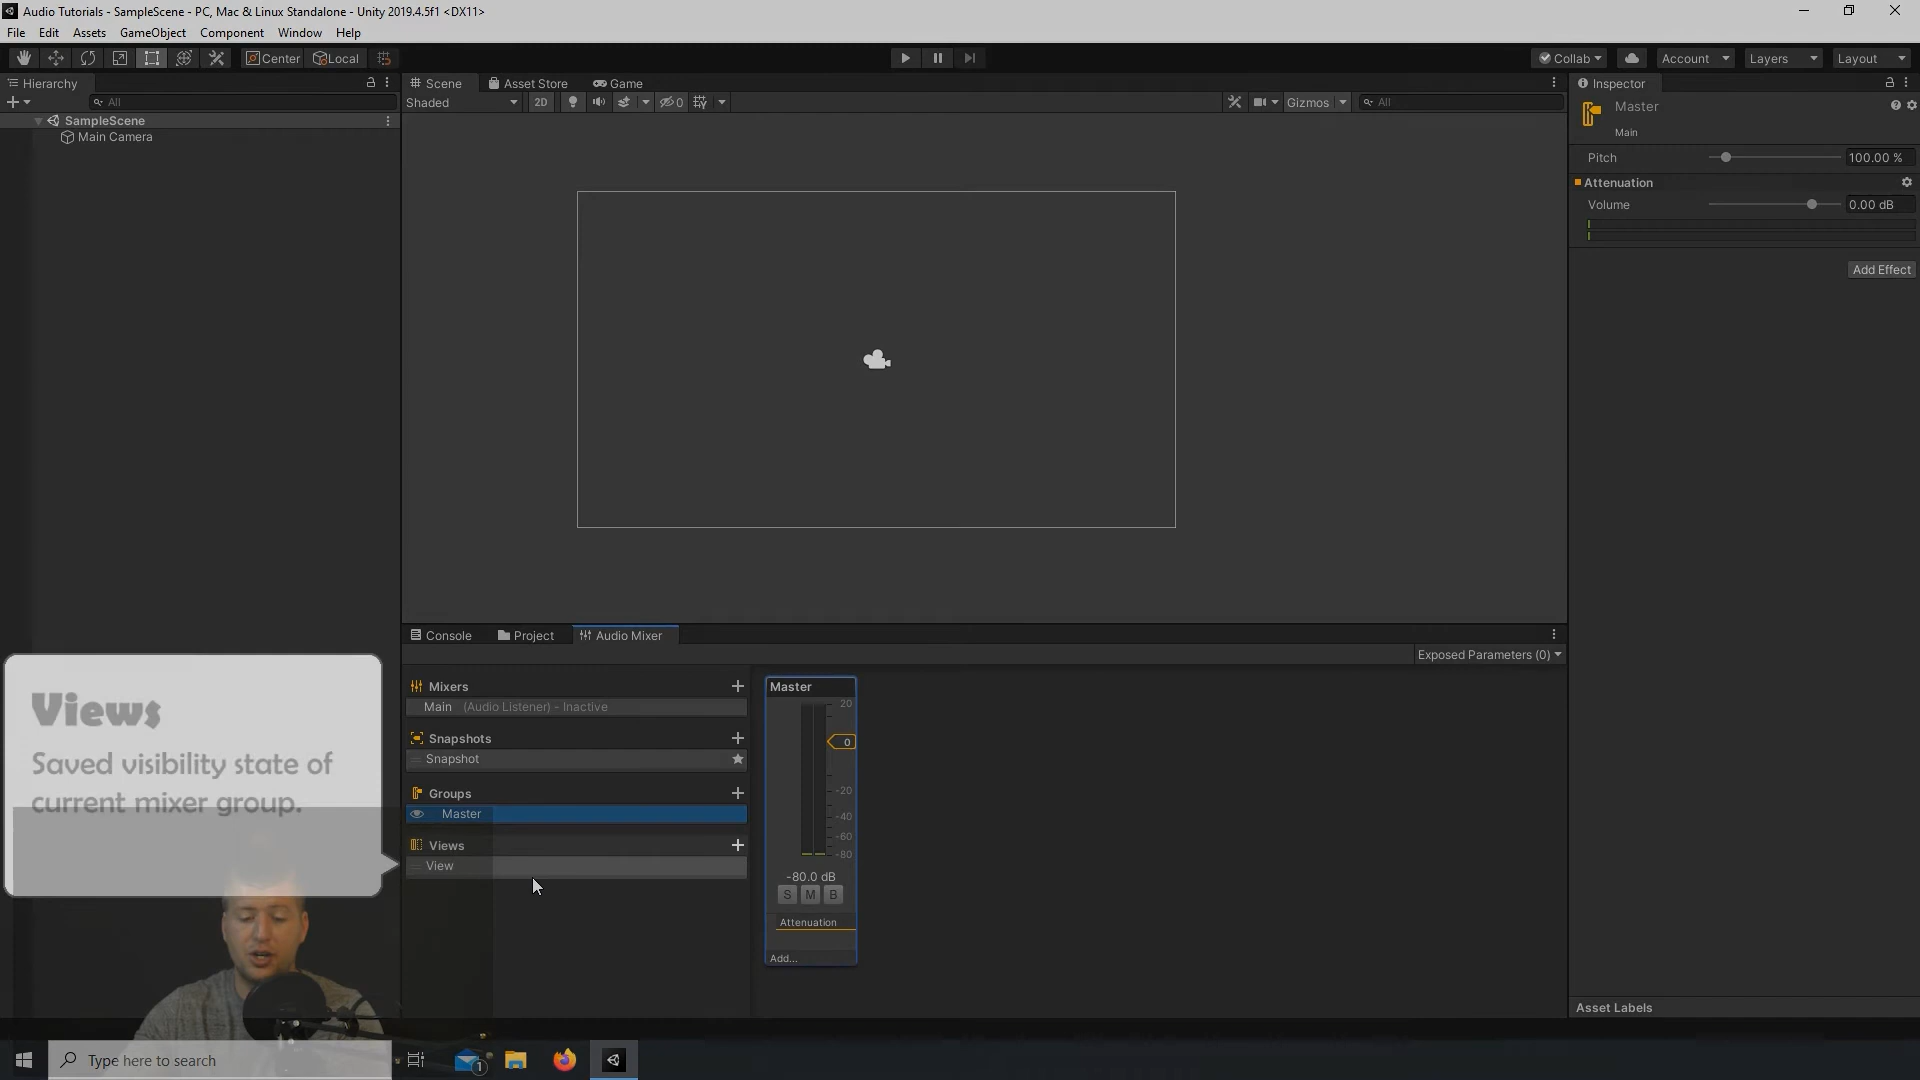 Audio Tutorials - SampleScene - PC, Mac & Linux Standalone - Unity 2019.4.5f1 <DX11>
File Edit Assets GameObject Component Window Help
Center Local Collab Account Layers Layout
Hierarchy
All
SampleScene
Main Camera
Scene Asset Store Game
Shaded 2D 0 Gizmos All
Inspector
Master
Main
Pitch 100.00 %
Attenuation
Volume 0.00 dB
Add Effect
Asset Labels
Console Project Audio Mixer
Exposed Parameters (0)
Mixers
Main (Audio Listener) - Inactive
Snapshots
Snapshot
Groups
Master
Views
View
Master
20
0
-20
-40
-60
-80
-80.0 dB
S M B
Attenuation
Add...
Views
Saved visibility state of
current mixer group.
Type here to search
1